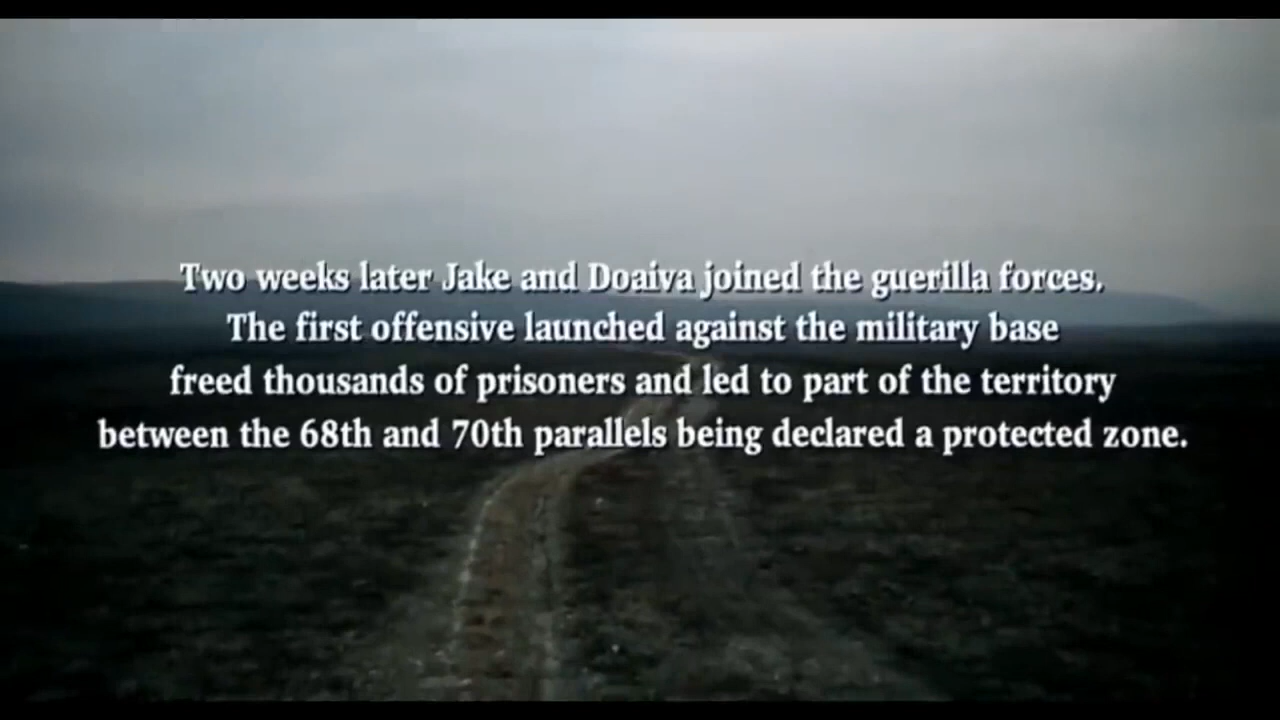 Two weeks later Jake and Doaiva joined the guerilla forces.
The first offensive launched against the military base
freed thousands of prisoners and led to part of the territory
between the 68th and 70th parallels being declared a protected zone.